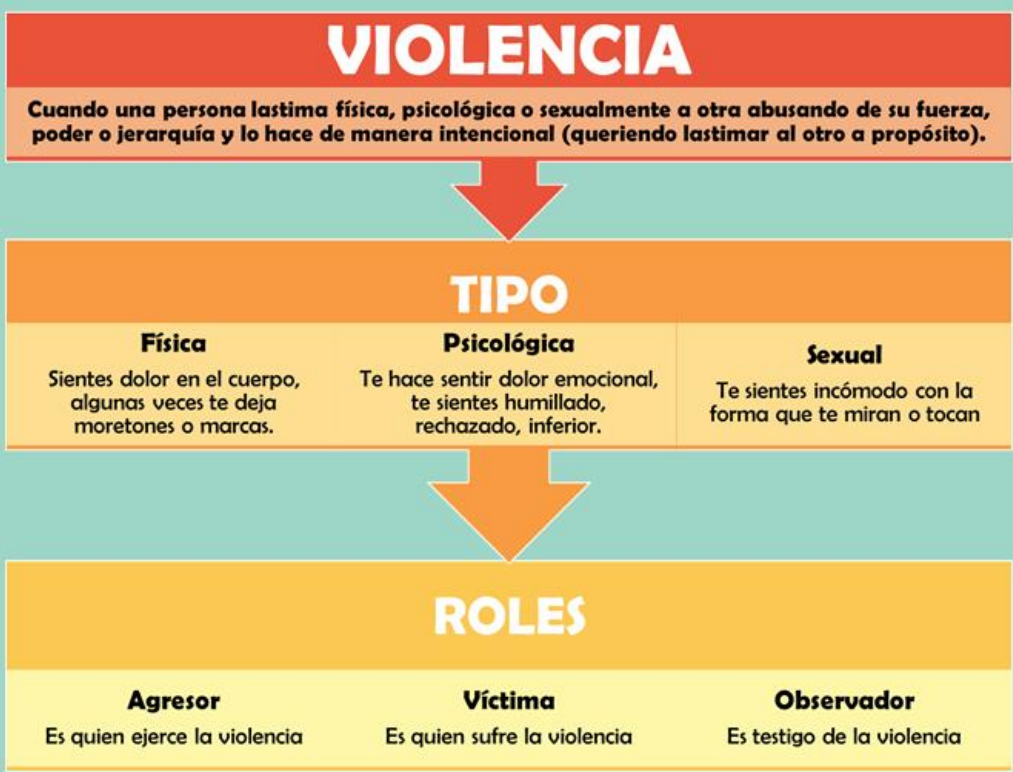 VIOLENCIA
Cuando una persona lastima física, psicológica o sexualmente a otra abusando de su fuerza,
poder o jerarquía y lo hace de manera intencional (queriendo lastimar al otro a propósito).
TIPO
Física
Sientes dolor en el cuerpo,
algunas veces te deja
moretones o marcas.
Psicológica
Te hace sentir dolor emocional,
te sientes humillado,
rechazado, inferior.
Sexual
Te sientes incómodo con la
forma que te miran o tocan
ROLES
Agresor
Es quien ejerce la violencia
Víctima
Es quien sufre la violencia
Observador
Es testigo de la violencia